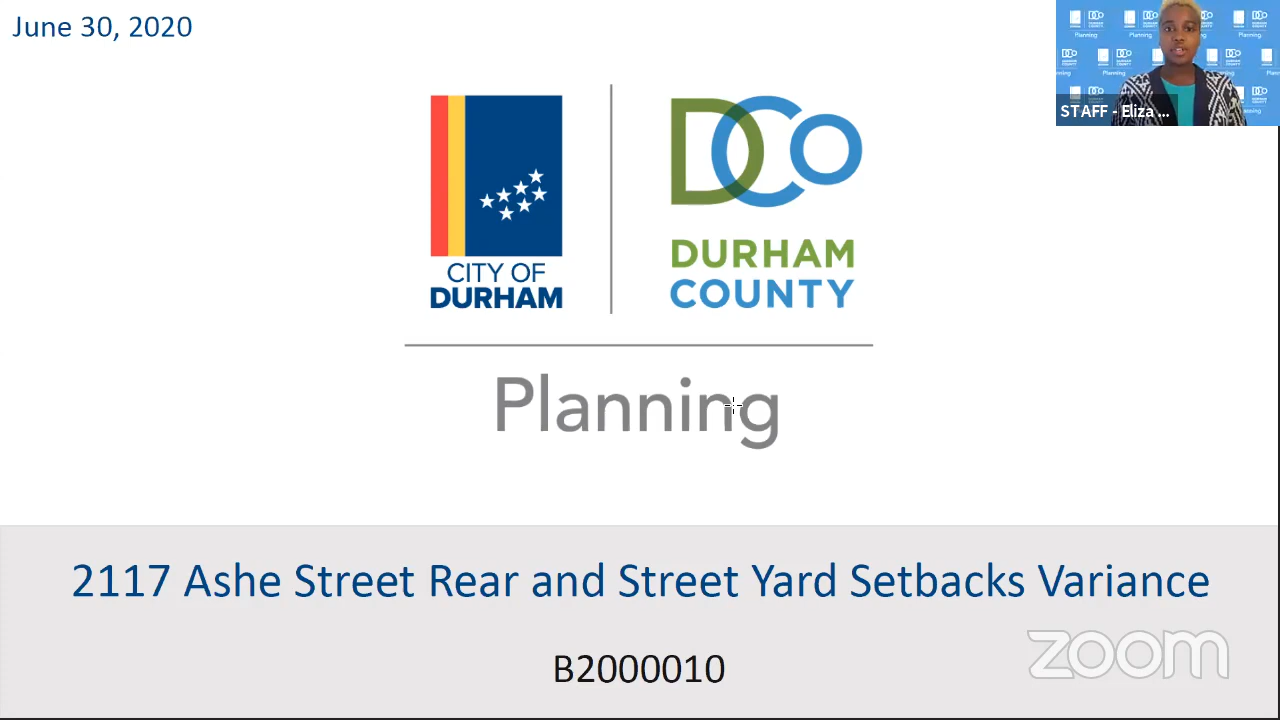 June 30, 2020
STAFF - Eliza ...
CITY OF
DURHAM
DCO
DURHAM
COUNTY
Planning
2117 Ashe Street Rear and Street Yard Setbacks Variance
B2000010
zoom